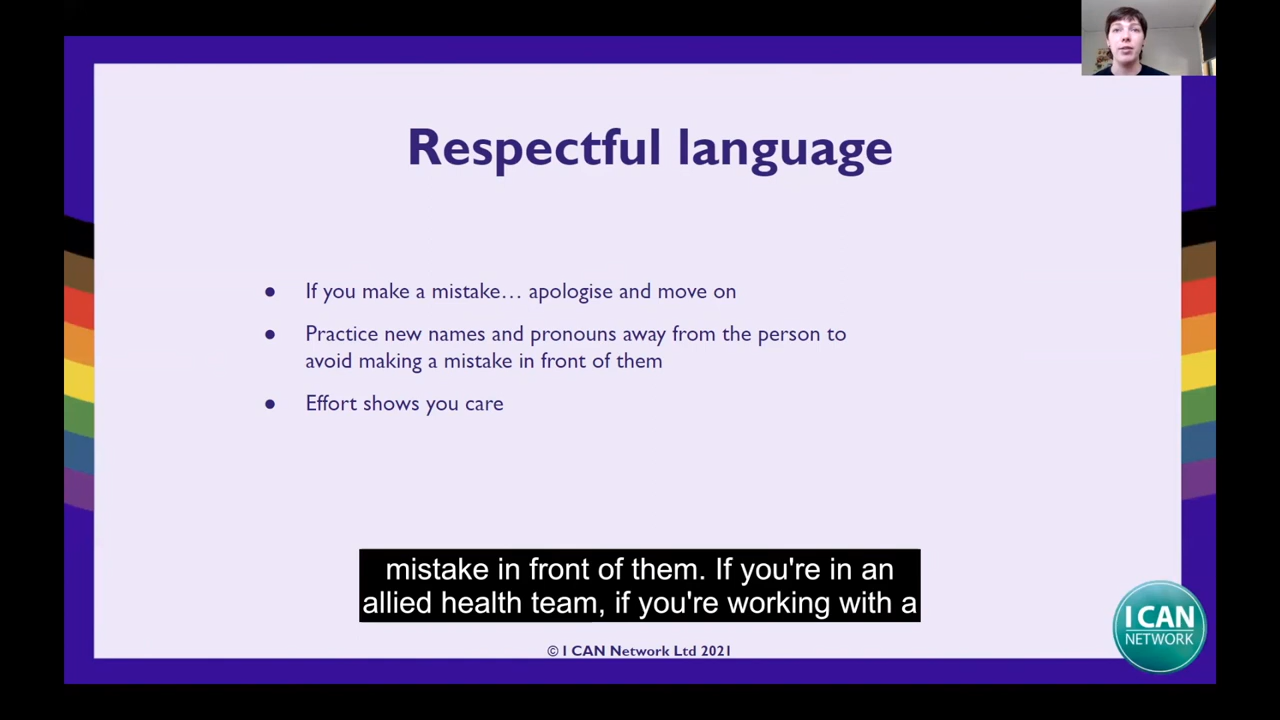 Respectful language
● If you make a mistake… apologise and move on
● Practice new names and pronouns away from the person to
avoid making a mistake in front of them
● Effort shows you care
mistake in front of them. If you're in an
allied health team, if you're working with a
© I CAN Network Ltd 2021
I CAN
NETWORK